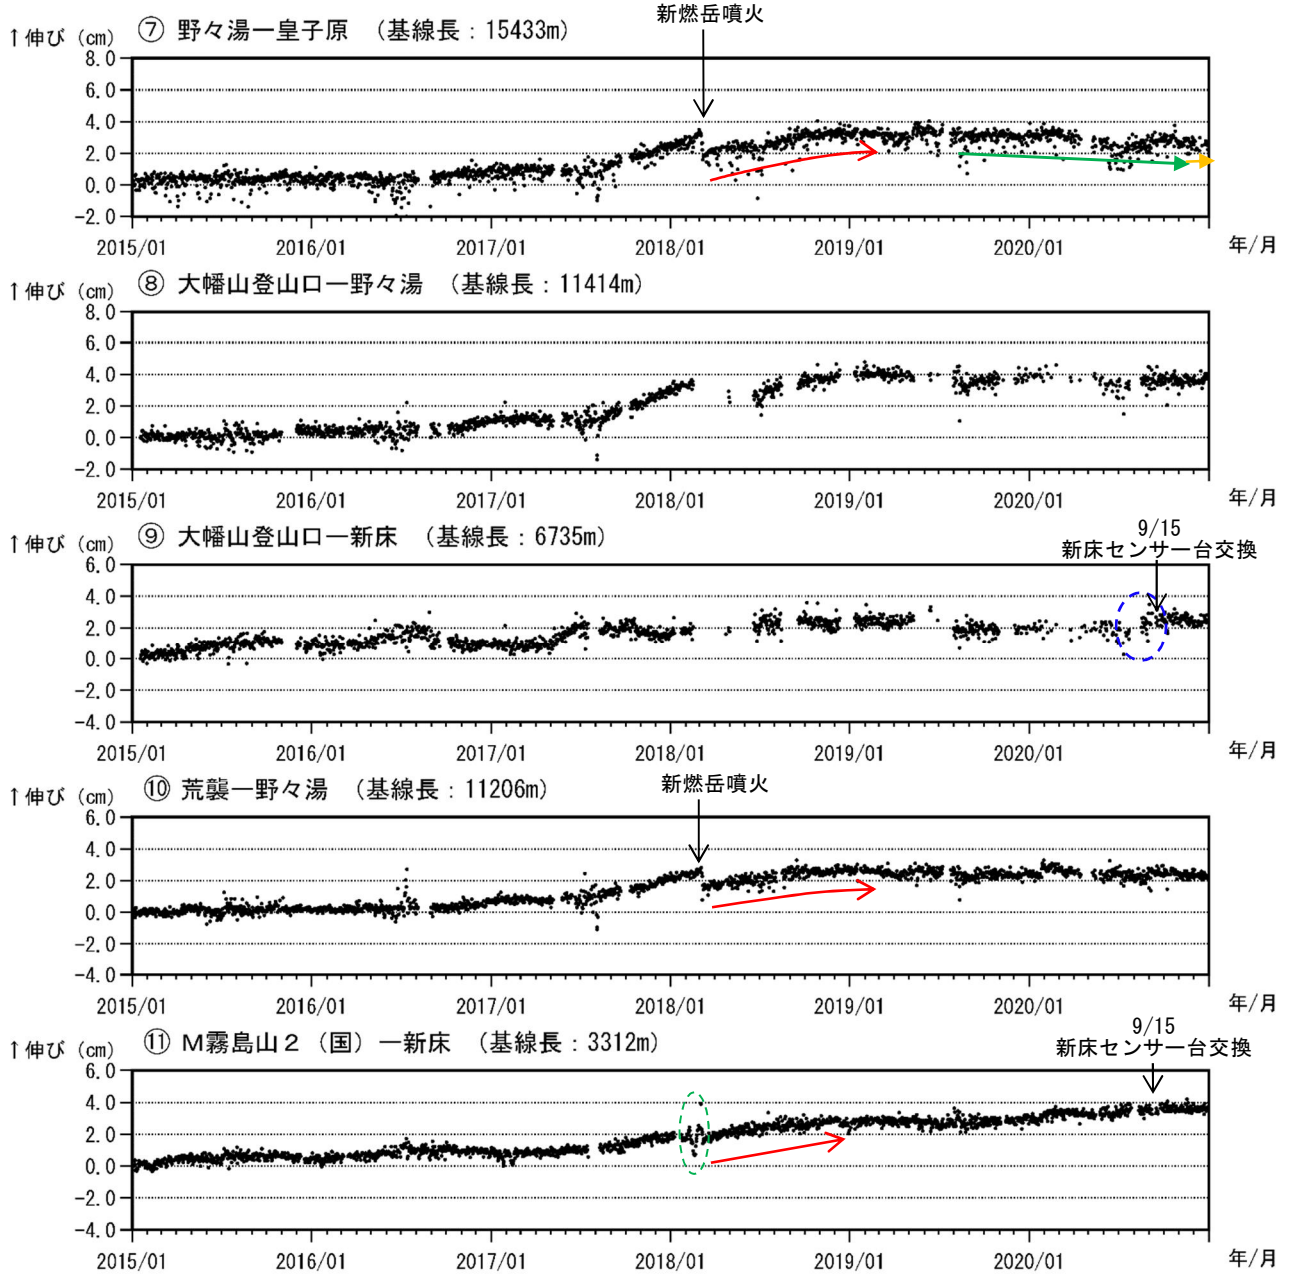 新燃岳噴火
↑伸び (cm) ⑦ 野々湯ー皇子原 （基線長：15433m）
8.0
6.0
4.0
2.0
0.0
-2.0
2015/01 2016/01 2017/01 2018/01 2019/01 2020/01 年/月
↑伸び (cm) ⑧ 大幡山登山口ー野々湯 （基線長：11414m）
8.0
6.0
4.0
2.0
0.0
-2.0
2015/01 2016/01 2017/01 2018/01 2019/01 2020/01 年/月
↑伸び (cm) ⑨ 大幡山登山口ー新床 （基線長：6735m）
9/15
新床センサー台交換
6.0
4.0
2.0
0.0
-2.0
-4.0
2015/01 2016/01 2017/01 2018/01 2019/01 2020/01 年/月
↑伸び (cm) ⑩ 荒襲ー野々湯 （基線長：11206m）
新燃岳噴火
6.0
4.0
2.0
0.0
-2.0
-4.0
2015/01 2016/01 2017/01 2018/01 2019/01 2020/01 年/月
↑伸び (cm) ⑪ Ｍ霧島山２（国）ー新床 （基線長：3312m）
9/15
新床センサー台交換
6.0
4.0
2.0
0.0
-2.0
-4.0
2015/01 2016/01 2017/01 2018/01 2019/01 2020/01 年/月